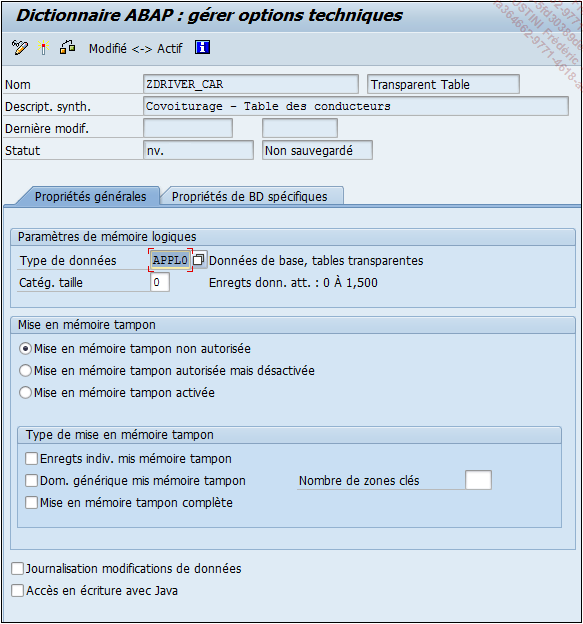 Dictionnaire ABAP : gérer options techniques
Modifié <-> Actif
Nom ZDRIVER_CAR Transparent Table
Descript. synth. Covoiturage - Table des conducteurs
Dernière modif.
Statut nv. Non sauvegardé
Propriétés générales Propriétés de BD spécifiques
Paramètres de mémoire logiques
Type de données APPL0 Données de base, tables transparentes
Catég. taille 0 Enregts donn. att. : 0 À 1,500
Mise en mémoire tampon
Mise en mémoire tampon non autorisée
Mise en mémoire tampon autorisée mais désactivée
Mise en mémoire tampon activée
Type de mise en mémoire tampon
Enregts indiv. mis mémoire tampon
Dom. générique mis mémoire tampon Nombre de zones clés
Mise en mémoire tampon complète
Journalisation modifications de données
Accès en écriture avec Java